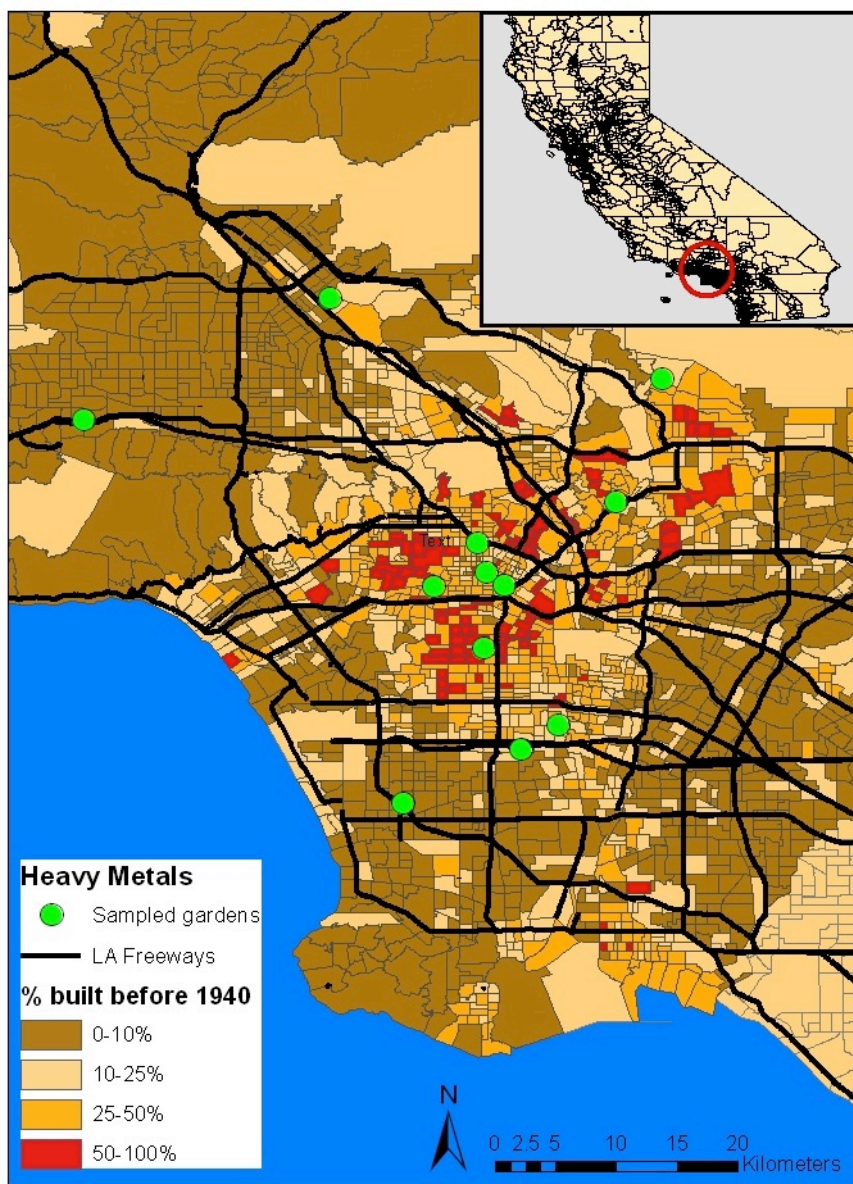 Text
Heavy Metals
Sampled gardens
LA Freeways
% built before 1940
0-10%
10-25%
25-50%
50-100%
N
0 2.5 5 10 15 20
Kilometers